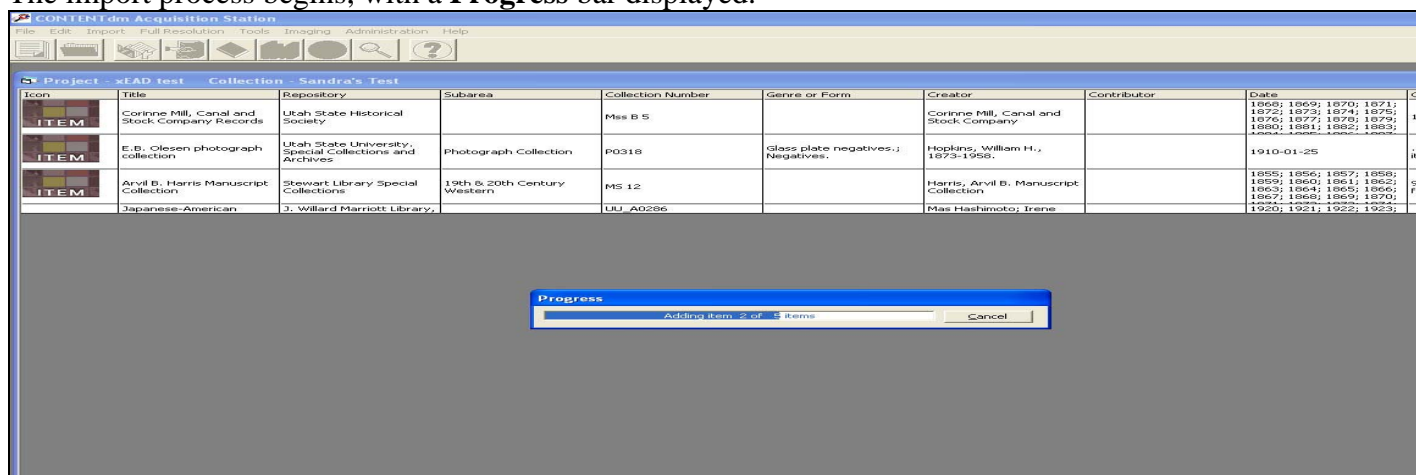 The import process begins, with a Progress bar displayed.
CONTENTdm Acquisition Station
File Edit Import Full Resolution Tools Imaging Administration Help
Project - xEAD test Collection - Sandra's Test
Icon Title Repository Subarea Collection Number Genre or Form Creator Contributor Date
ITEM
Corinne Mill, Canal and
Stock Company Records
Utah State Historical
Society
Mss B 5
Corinne Mill, Canal and
Stock Company
1868; 1869; 1870; 1871;
1872; 1873; 1874; 1875;
1876; 1877; 1878; 1879;
1880; 1881; 1882; 1883;
ITEM
E.B. Olesen photograph
collection
Utah State University.
Special Collections and
Archives
Photograph Collection
P0318
Glass plate negatives.;
Negatives.
Hopkins, William H.,
1873-1958.
1910-01-25
ITEM
Arvil B. Harris Manuscript
Collection
Stewart Library Special
Collections
19th & 20th Century
Western
MS 12
Harris, Arvil B. Manuscript
Collection
1855; 1856; 1857; 1858;
1859; 1860; 1861; 1862;
1863; 1864; 1865; 1866;
1867; 1868; 1869; 1870;
Japanese-American
J. Willard Marriott Library,
UU_A0286
Mas Hashimoto; Irene
1920; 1921; 1922; 1923;
Progress
Adding item 2 of 5 items
Cancel